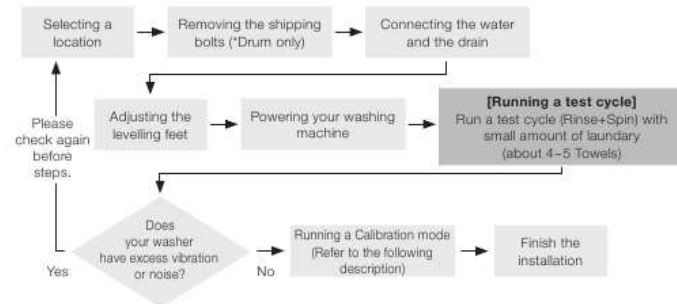 Selecting a
location
Removing the shipping
bolts (*Drum only)
Connecting the water
and the drain
Please
check again
before
steps.
Adjusting the
levelling feet
Powering your washing
machine
[Running a test cycle]
Run a test cycle (Rinse+Spin) with
small amount of laundary
(about 4~5 Towels)
Does
your washer
have excess vibration
or noise?
Yes
No
Running a Calibration mode
(Refer to the following
description)
Finish the
installation